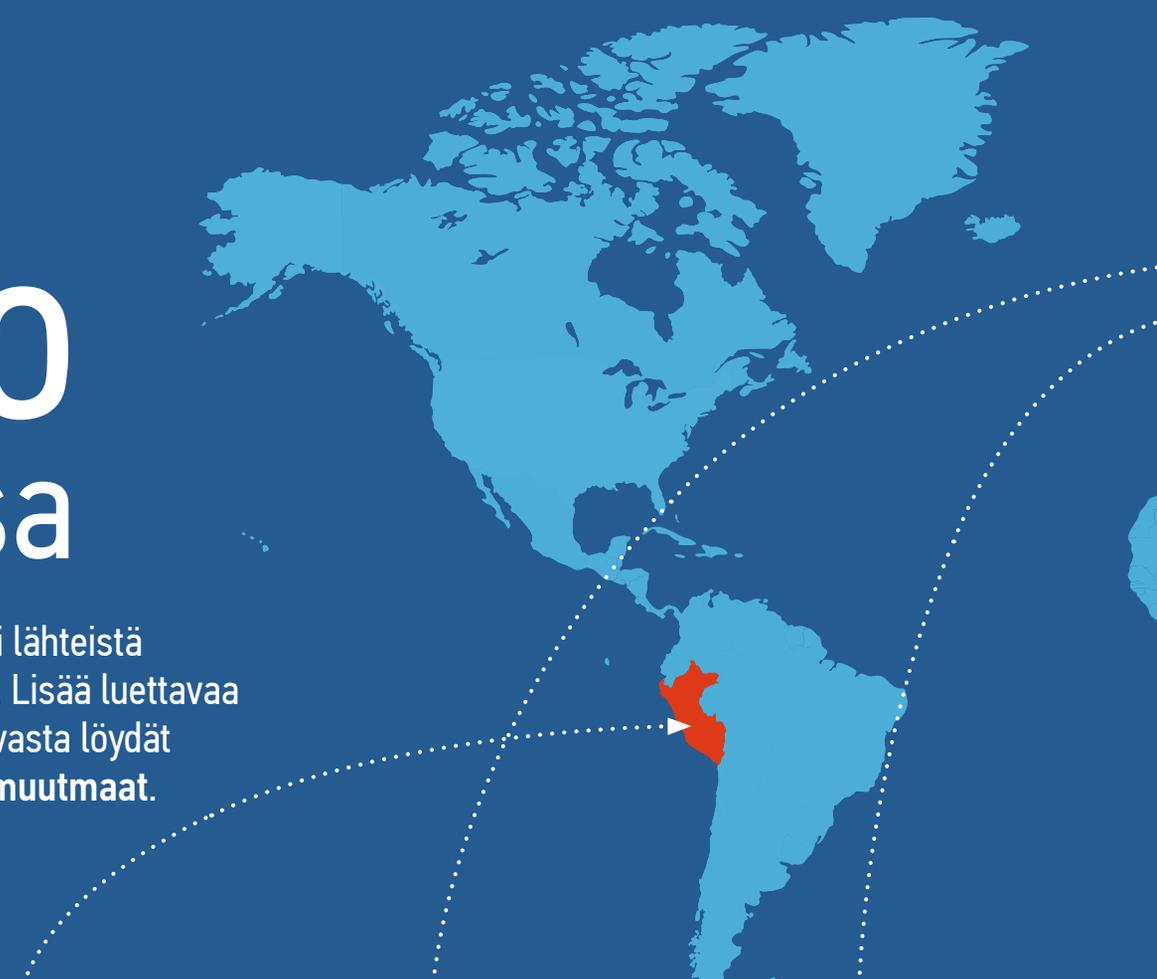 0
sa
i lähteistä
. Lisää luettavaa
vasta löydät
muutmaat.